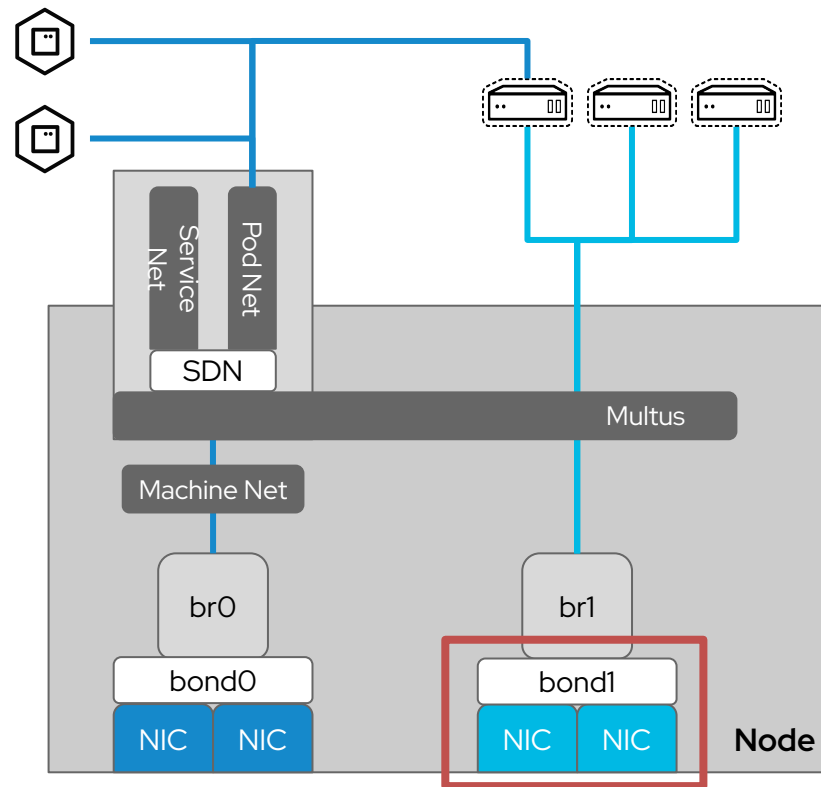 Service
Net
Pod Net
SDN
Multus
Machine Net
br0
br1
bond0
bond1
NIC
NIC
NIC
NIC
Node